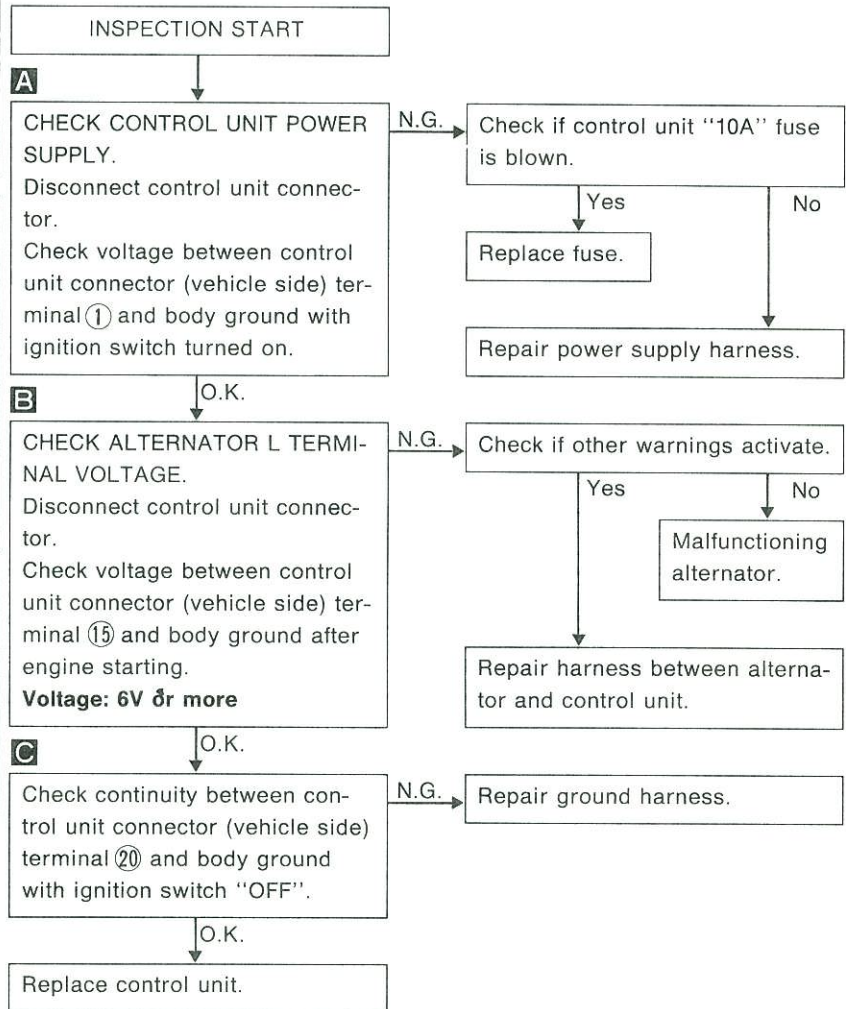 INSPECTION START
A
CHECK CONTROL UNIT POWER
SUPPLY.
Disconnect control unit connec-
tor.
Check voltage between control
unit connector (vehicle side) ter-
minal ① and body ground with
ignition switch turned on.
N.G.
Check if control unit "10A" fuse
is blown.
Yes
No
Replace fuse.
Repair power supply harness.
O.K.
B
CHECK ALTERNATOR L TERMI-
NAL VOLTAGE.
Disconnect control unit connec-
tor.
Check voltage between control
unit connector (vehicle side) ter-
minal ⑮ and body ground after
engine starting.
Voltage: 6V or more
N.G.
Check if other warnings activate.
Yes
No
Malfunctioning
alternator.
Repair harness between alterna-
tor and control unit.
O.K.
C
Check continuity between con-
trol unit connector (vehicle side)
terminal ⑳ and body ground
with ignition switch "OFF".
N.G.
Repair ground harness.
O.K.
Replace control unit.